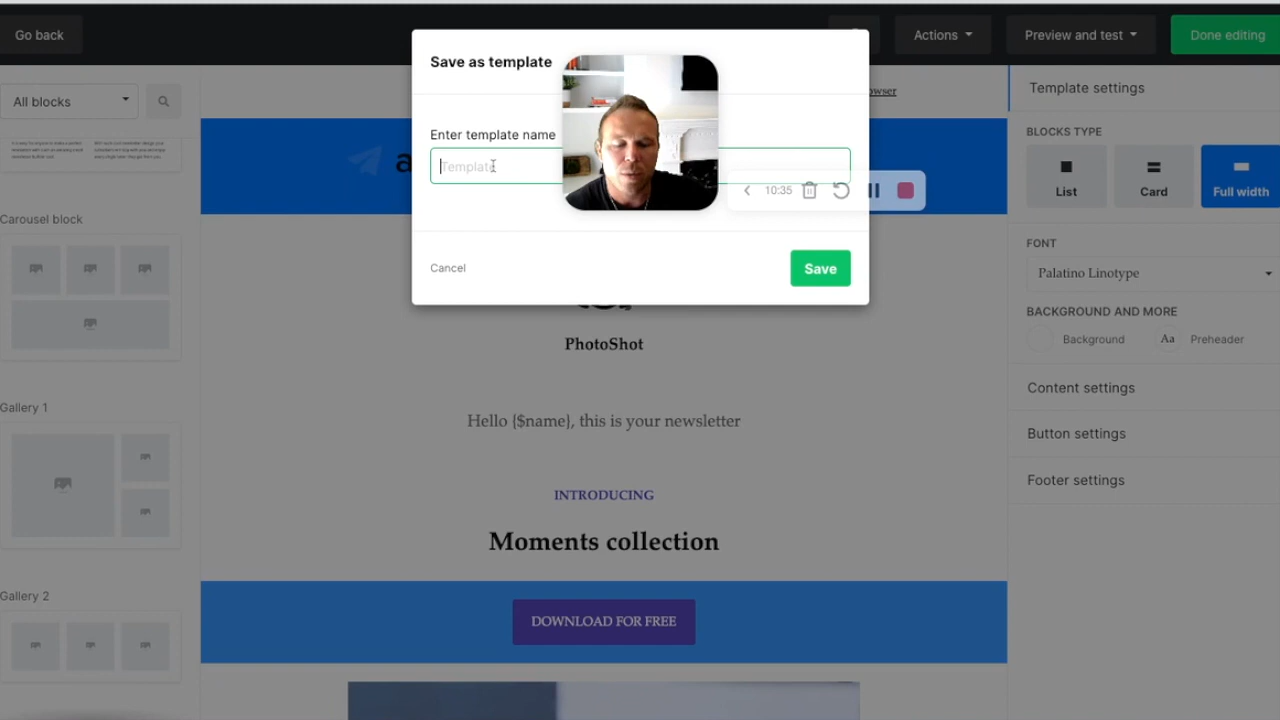 Go back
Actions
Preview and test
Done editing
Save as template
All blocks
Template settings
Enter template name
Template
BLOCKS TYPE
List
Card
Full width
10:35
Carousel block
FONT
Palatino Linotype
Cancel
Save
BACKGROUND AND MORE
Background
Aa
Preheader
PhotoShot
Content settings
Gallery 1
Hello {$name}, this is your newsletter
Button settings
Footer settings
INTRODUCING
Moments collection
Gallery 2
DOWNLOAD FOR FREE